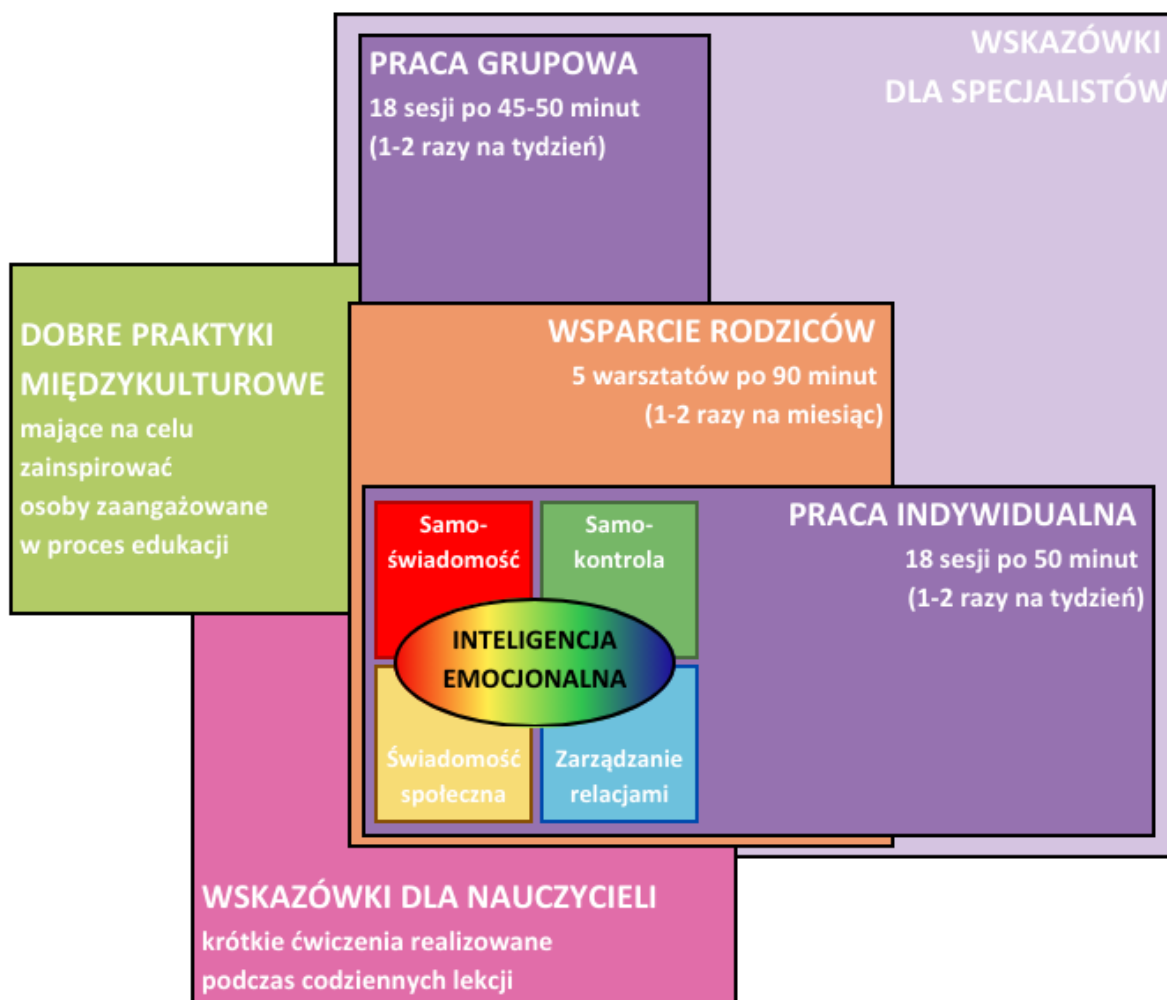 WSKAZÓWKI
DLA SPECJALISTÓW
PRACA GRUPOWA
18 sesji po 45-50 minut
(1-2 razy na tydzień)
DOBRE PRAKTYKI
MIĘDZYKULTUROWE
mające na celu
zainspirować
osoby zaangażowane
w proces edukacji
WSPARCIE RODZICÓW
5 warsztatów po 90 minut
(1-2 razy na miesiąc)
PRACA INDYWIDUALNA
18 sesji po 50 minut
(1-2 razy na tydzień)
Samo-
świadomość
Samo-
kontrola
INTELIGENCJA
EMOCJONALNA
Świadomość
społeczna
Zarządzanie
relacjami
WSKAZÓWKI DLA NAUCZYCIELI
krótkie ćwiczenia realizowane
podczas codziennych lekcji